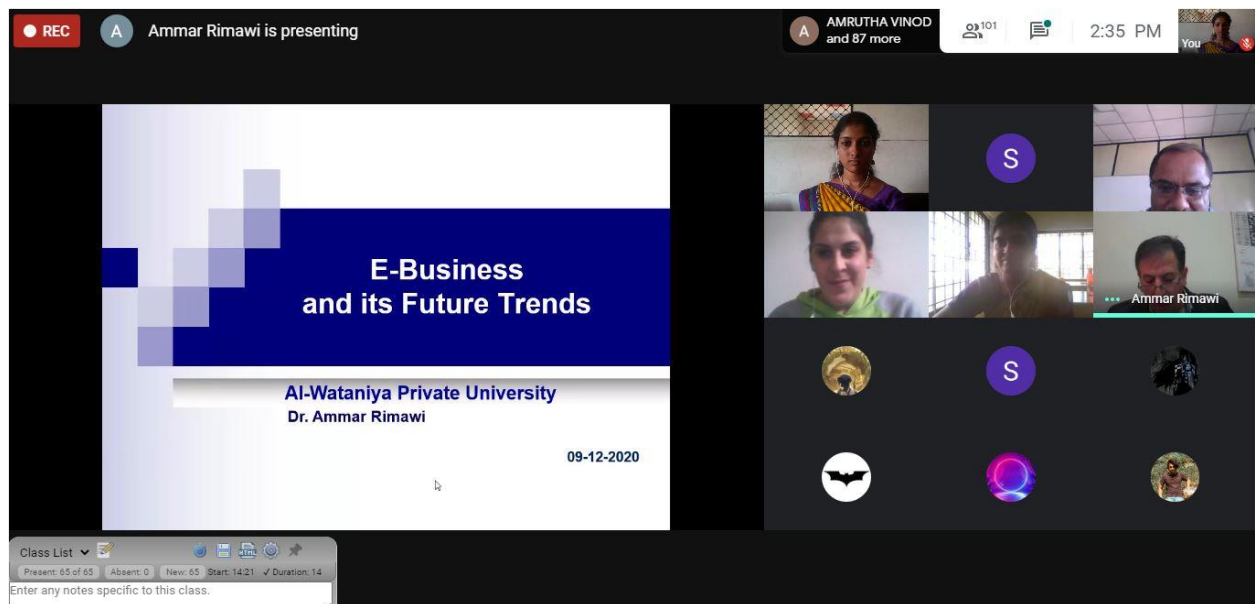 REC
A
Ammar Rimawi is presenting
A
AMRUTHA VINOD
and 87 more
101
2:35 PM
You
S
E-Business
and its Future Trends
Al-Wataniya Private University
Dr. Ammar Rimawi
09-12-2020
Ammar Rimawi
S
Class List
HTML
Present: 65 of 65 Absent: 0 New: 65 Start: 14:21 ✓ Duration: 14
Enter any notes specific to this class.